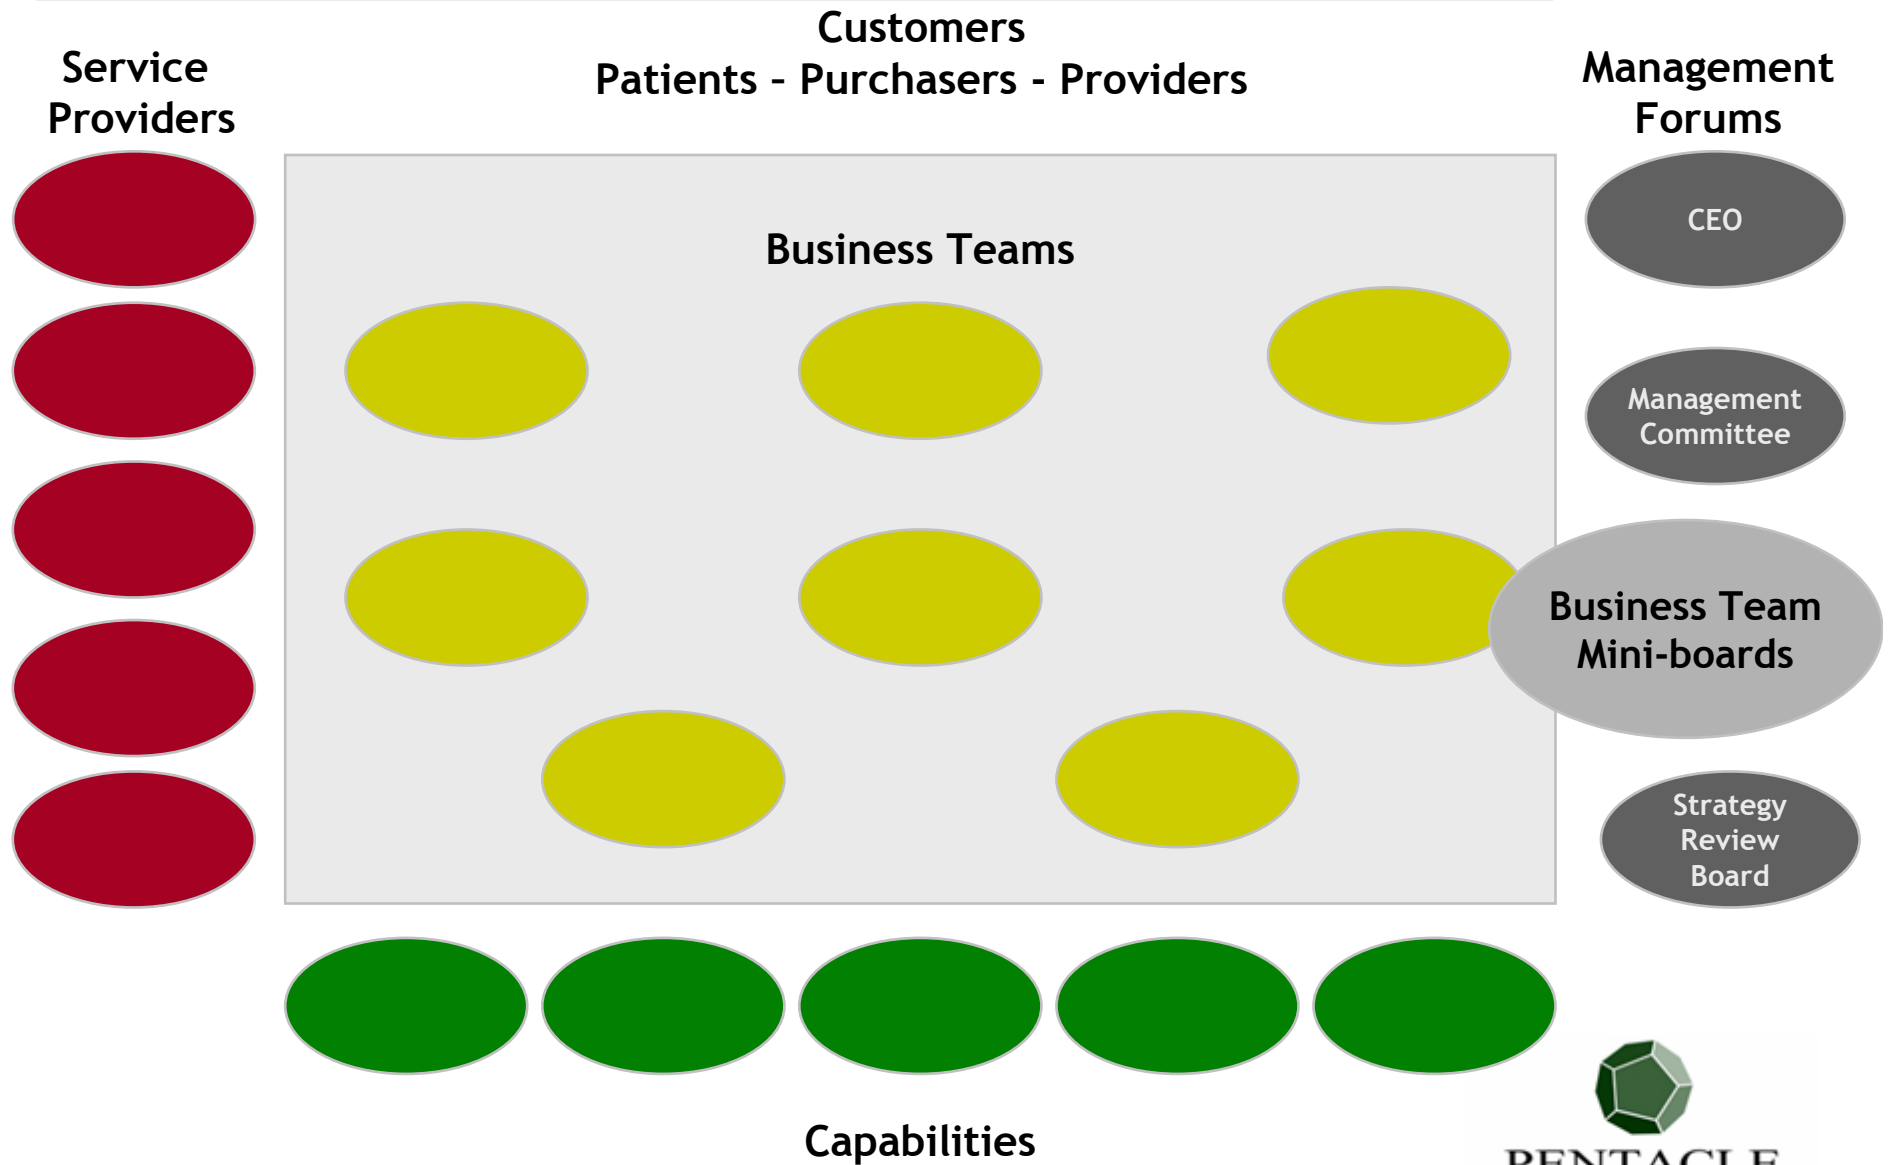 Customers
Patients – Purchasers - Providers
Service
Providers
Management
Forums
CEO
Business Teams
Management
Committee
Business Team
Mini-boards
Strategy
Review
Board
Capabilities
PENTACLE